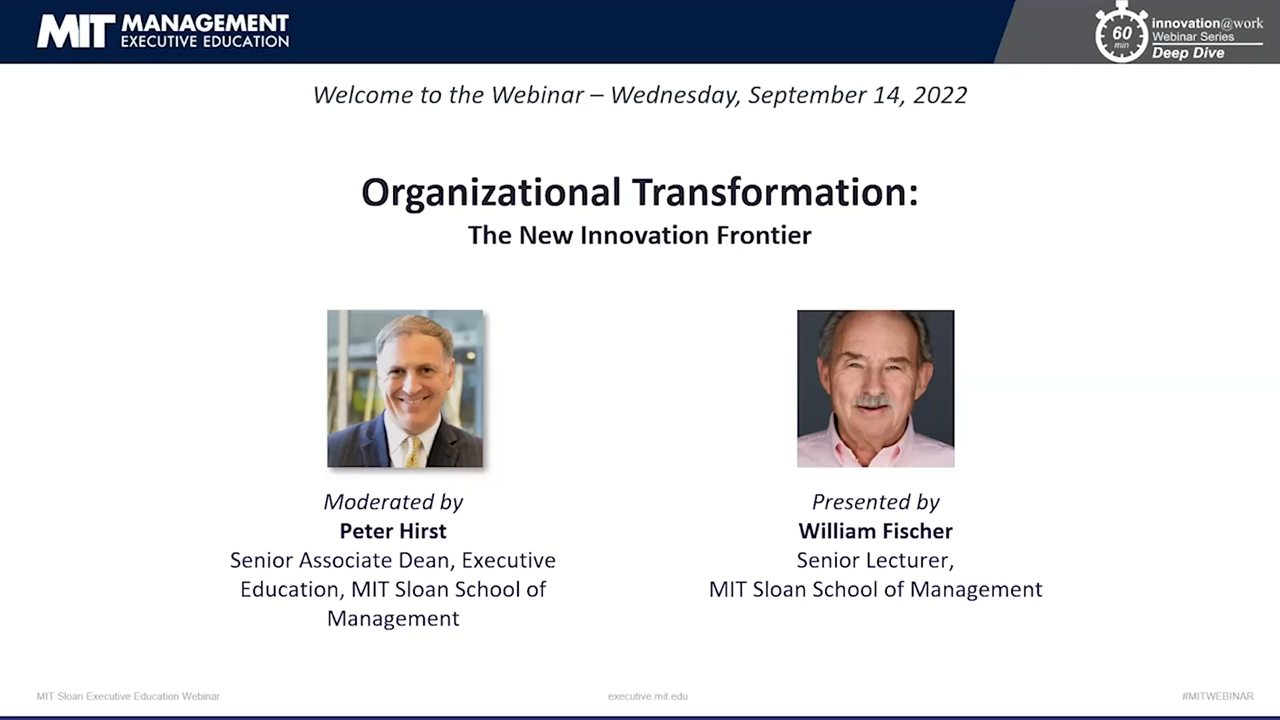 MIT MANAGEMENT
EXECUTIVE EDUCATION
60
min
innovation@work
Webinar Series
Deep Dive
Welcome to the Webinar – Wednesday, September 14, 2022
Organizational Transformation:
The New Innovation Frontier
Moderated by
Peter Hirst
Senior Associate Dean, Executive
Education, MIT Sloan School of
Management
Presented by
William Fischer
Senior Lecturer,
MIT Sloan School of Management
MIT Sloan Executive Education Webinar
executive.mit.edu
#MITWEBINAR